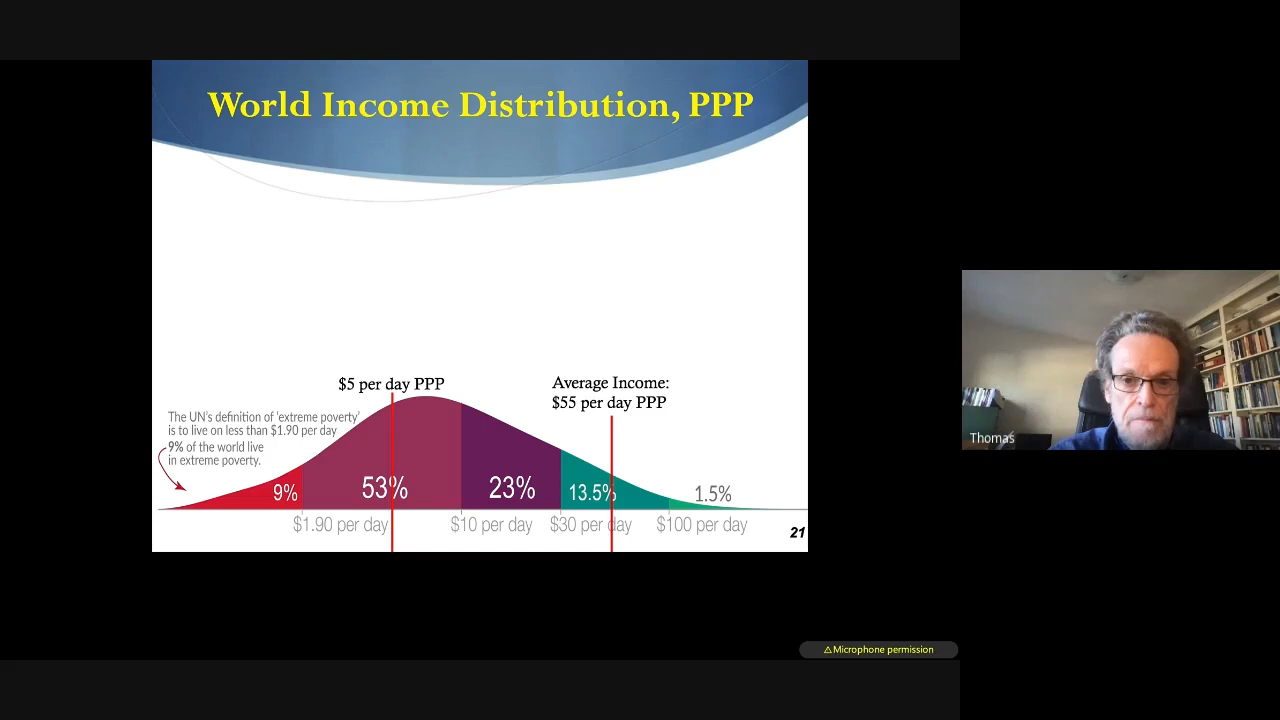 World Income Distribution, PPP
$5 per day PPP
Average Income:
$55 per day PPP
The UN's definition of 'extreme poverty'
is to live on less than $1.90 per day
9% of the world live
in extreme poverty.
9%
53%
23%
13.5%
1.5%
$1.90 per day
$10 per day
$30 per day
$100 per day
21
Thomas
⚠Microphone permission